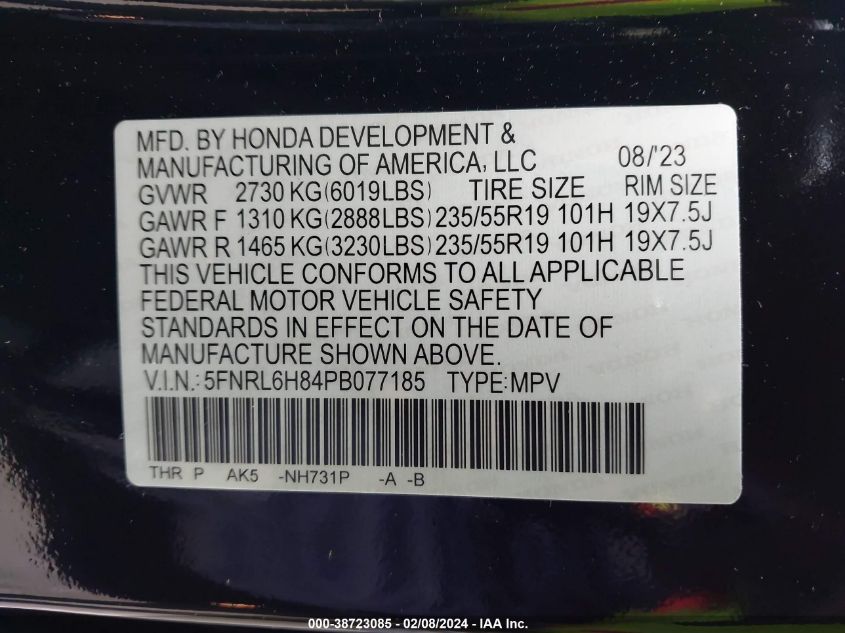 MFD. BY HONDA DEVELOPMENT &
MANUFACTURING OF AMERICA, LLC 08/'23
GVWR 2730 KG(6019LBS) TIRE SIZE RIM SIZE
GAWR F 1310 KG(2888LBS) 235/55R19 101H 19X7.5J
GAWR R 1465 KG(3230LBS) 235/55R19 101H 19X7.5J
THIS VEHICLE CONFORMS TO ALL APPLICABLE
FEDERAL MOTOR VEHICLE SAFETY
STANDARDS IN EFFECT ON THE DATE OF
MANUFACTURE SHOWN ABOVE.
V.I.N.: 5FNRL6H84PB077185 TYPE:MPV
THR P AK5 -NH731P -A -B
000-38723085 - 02/08/2024 - IAA Inc.